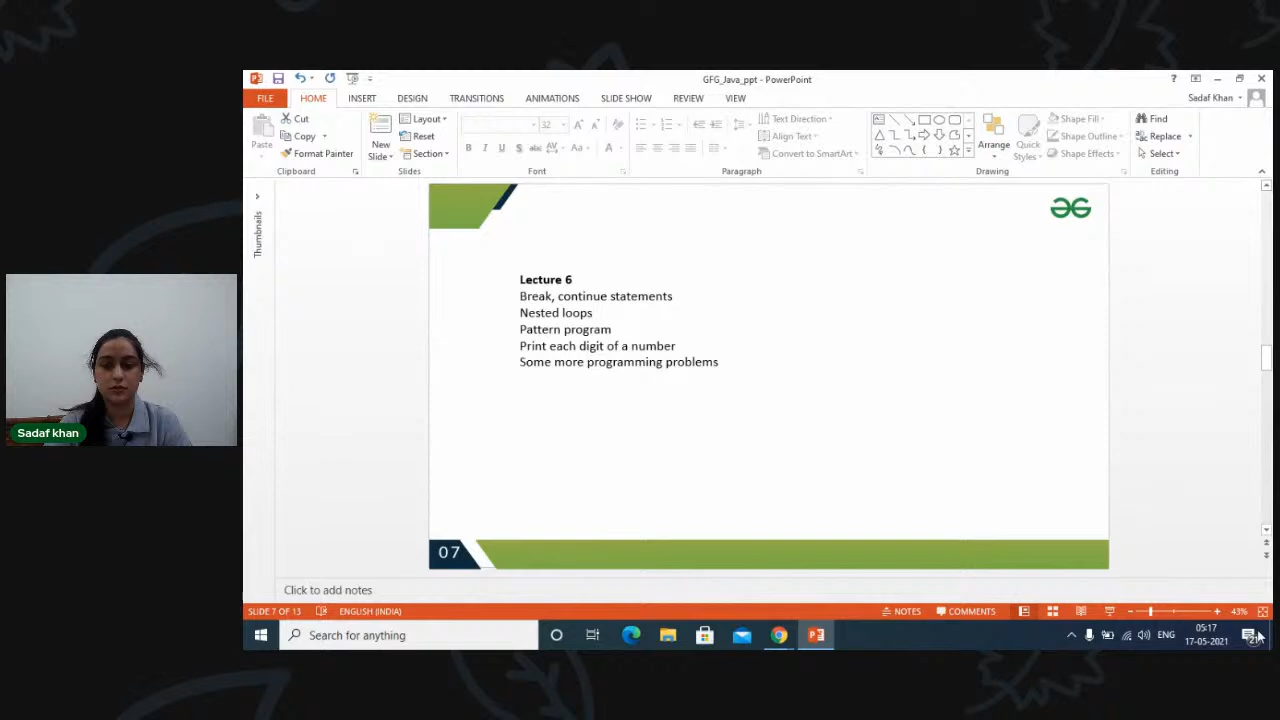 GFG_Java_ppt - PowerPoint
?
FILE HOME INSERT DESIGN TRANSITIONS ANIMATIONS SLIDE SHOW REVIEW VIEW Sadaf Khan
Paste Cut Copy Format Painter
Clipboard
New Slide Layout Reset Section
Slides
32
B I U S abc AV Aa A
Font
Text Direction
Align Text
Convert to SmartArt
Paragraph
Arrange Quick Styles Shape Fill Shape Outline Shape Effects
Drawing
Find
Replace
Select
Editing
Thumbnails
Lecture 6
Break, continue statements
Nested loops
Pattern program
Print each digit of a number
Some more programming problems
07
Sadaf khan
Click to add notes
SLIDE 7 OF 13 ENGLISH (INDIA) NOTES COMMENTS 43%
Search for anything
ENG
05:17
17-05-2021